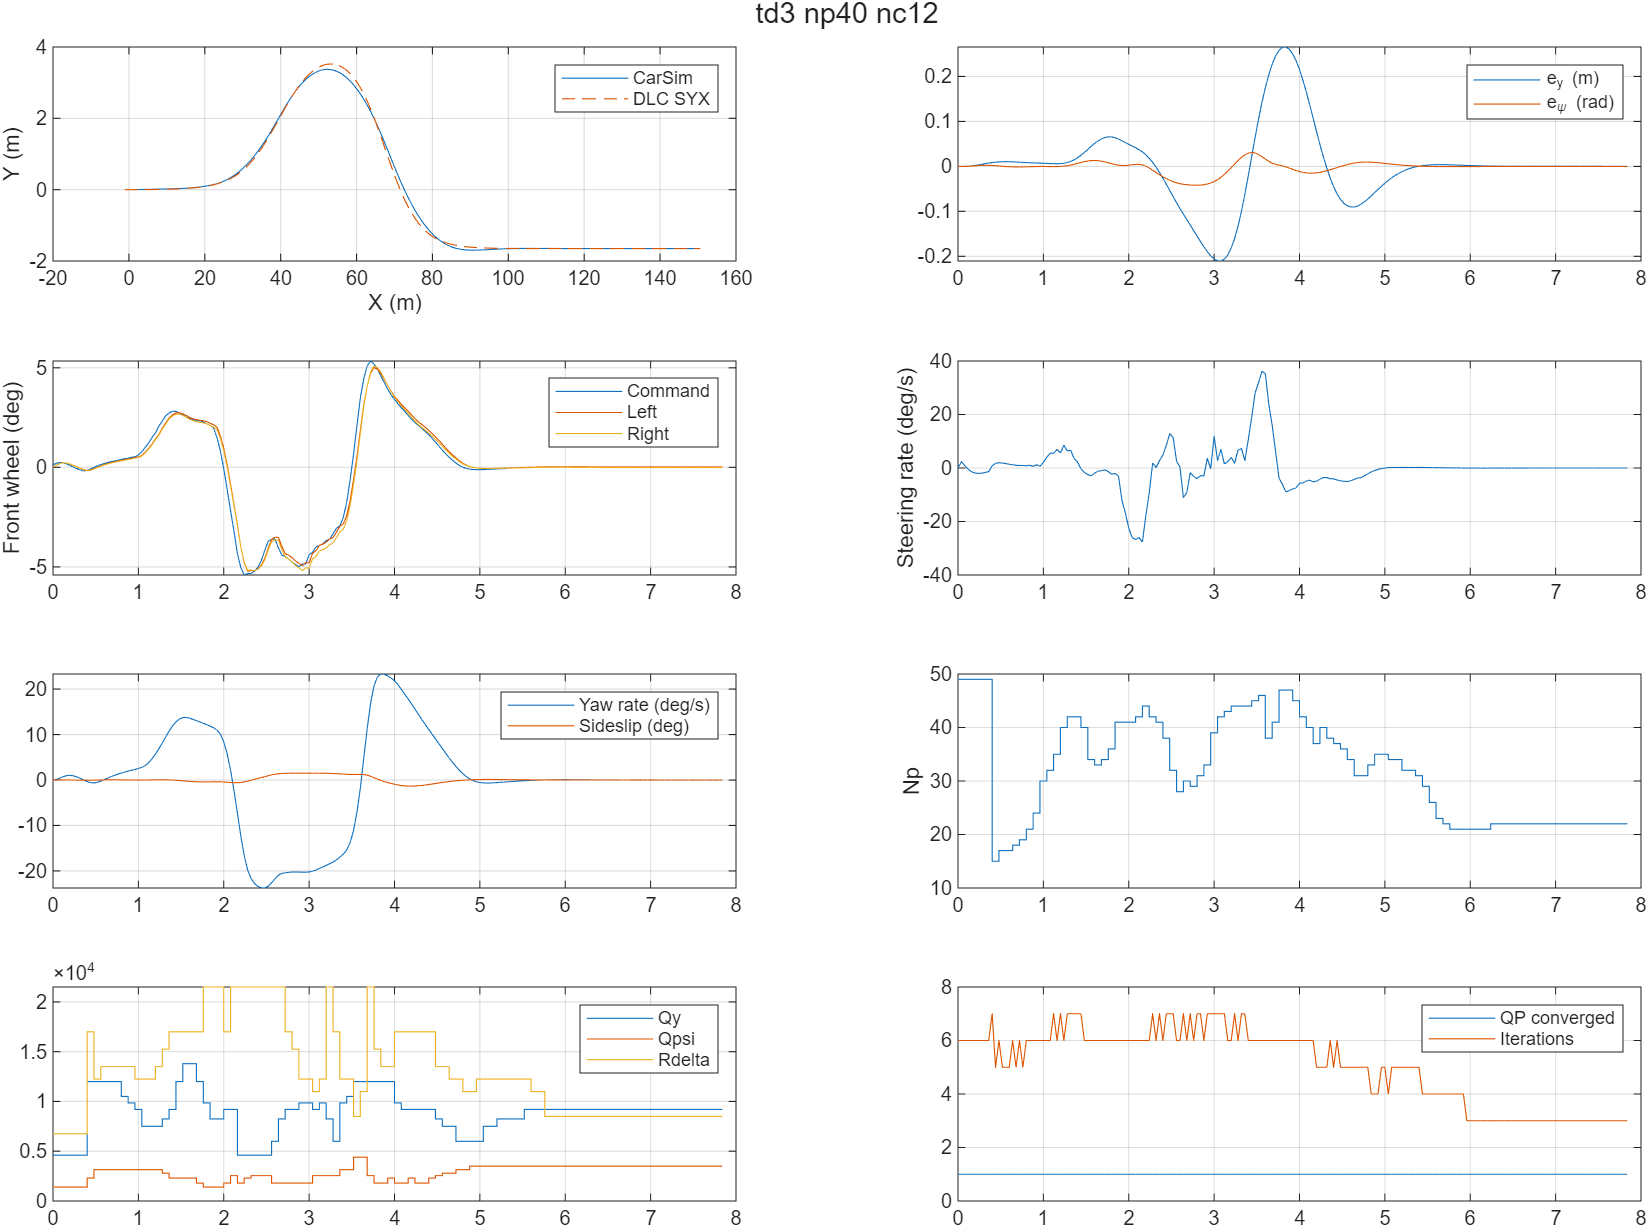 td3 np40 nc12
4
2
0
-2
Y (m)
-20 0 20 40 60 80 100 120 140 160
X (m)
CarSim
DLC SYX
0.2
0.1
0
-0.1
-0.2
0 1 2 3 4 5 6 7 8
e_y (m)
e_ψ (rad)
5
0
-5
Front wheel (deg)
0 1 2 3 4 5 6 7 8
Command
Left
Right
40
20
0
-20
-40
Steering rate (deg/s)
0 1 2 3 4 5 6 7 8
20
10
0
-10
-20
0 1 2 3 4 5 6 7 8
Yaw rate (deg/s)
Sideslip (deg)
50
40
30
20
10
Np
0 1 2 3 4 5 6 7 8
×10⁴
2
1.5
1
0.5
0
0 1 2 3 4 5 6 7 8
Qy
Qpsi
Rdelta
8
6
4
2
0
0 1 2 3 4 5 6 7 8
QP converged
Iterations